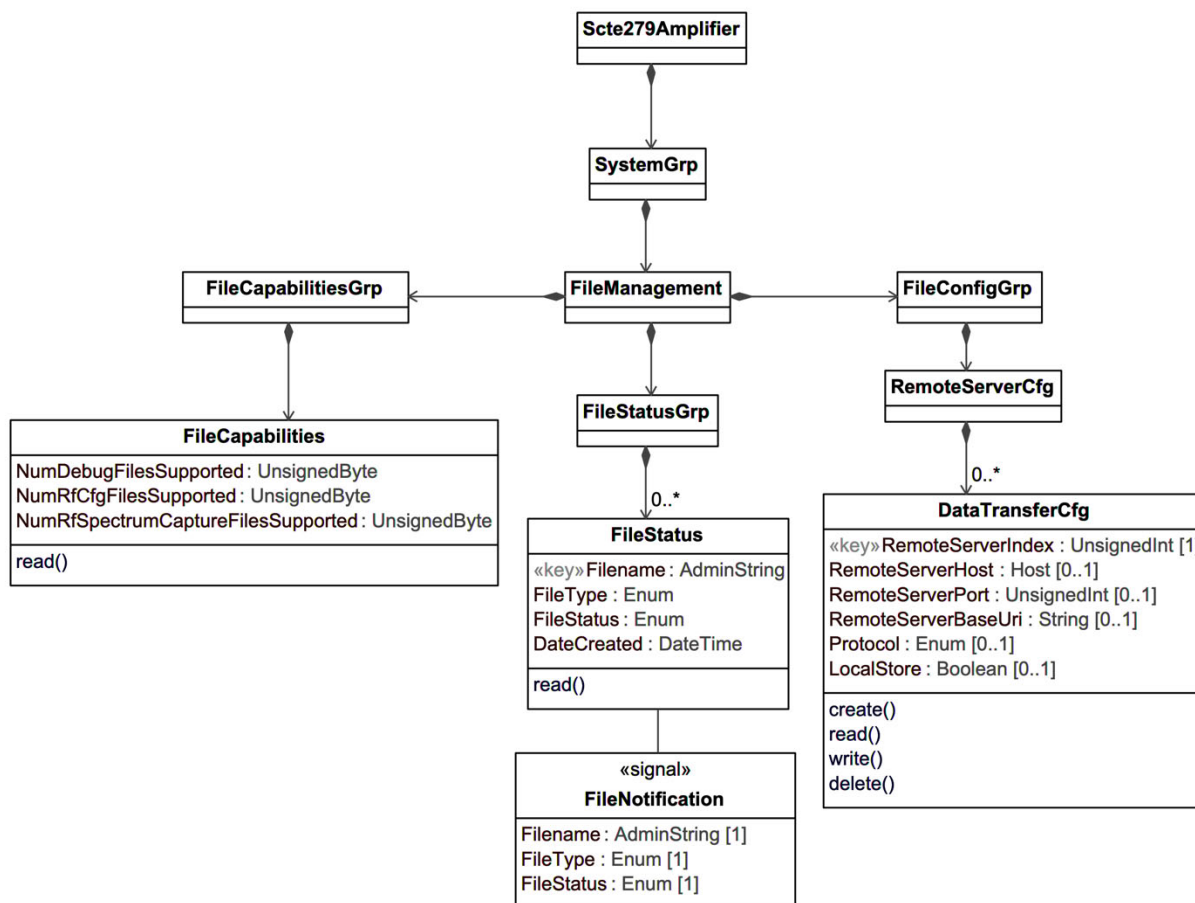 Scte279Amplifier
SystemGrp
FileCapabilitiesGrp
FileManagement
FileConfigGrp
RemoteServerCfg
FileStatusGrp
FileCapabilities
NumDebugFilesSupported : UnsignedByte
NumRfCfgFilesSupported : UnsignedByte
NumRfSpectrumCaptureFilesSupported : UnsignedByte
read()
0..*
FileStatus
«key»Filename : AdminString
FileType : Enum
FileStatus : Enum
DateCreated : DateTime
read()
«signal»
FileNotification
Filename : AdminString [1]
FileType : Enum [1]
FileStatus : Enum [1]
0..*
DataTransferCfg
«key»RemoteServerIndex : UnsignedInt [1
RemoteServerHost : Host [0..1]
RemoteServerPort : UnsignedInt [0..1]
RemoteServerBaseUri : String [0..1]
Protocol : Enum [0..1]
LocalStore : Boolean [0..1]
create()
read()
write()
delete()